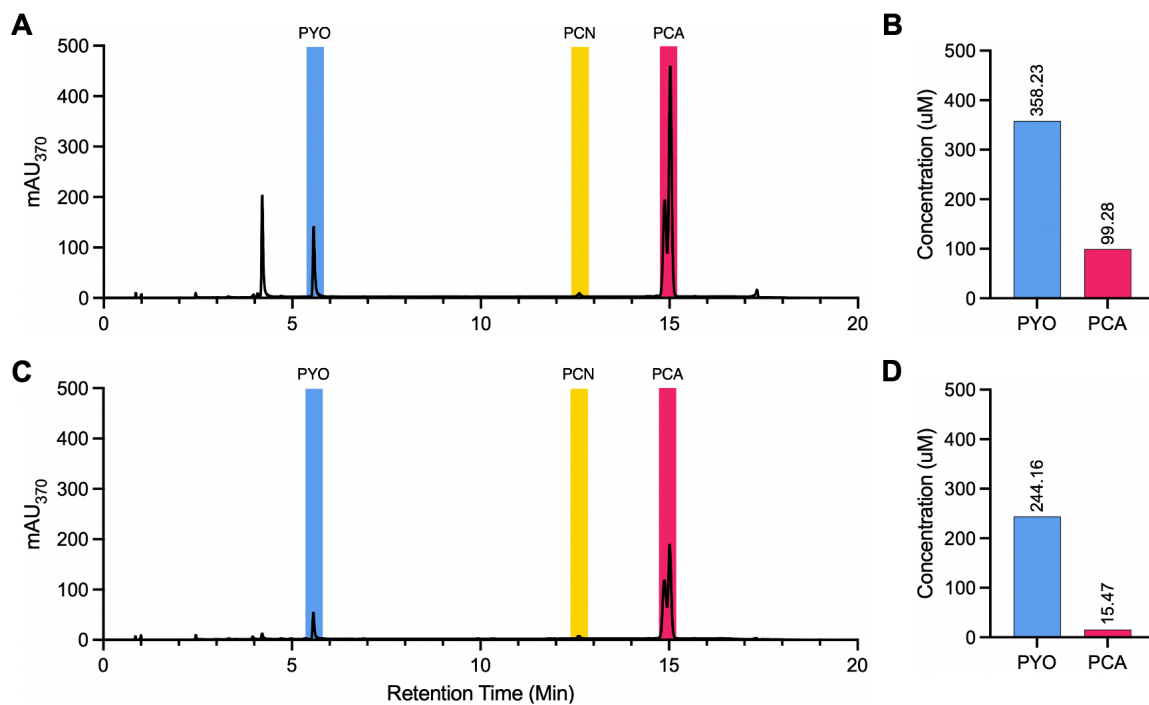 A
PYO
PCN
PCA
500
400
300
200
100
0
mAU370
0
5
10
15
20
B
500
400
300
200
100
0
Concentration (uM)
358.23
99.28
PYO
PCA
C
PYO
PCN
PCA
500
400
300
200
100
0
mAU370
0
5
10
15
20
Retention Time (Min)
D
500
400
300
200
100
0
Concentration (uM)
244.16
15.47
PYO
PCA